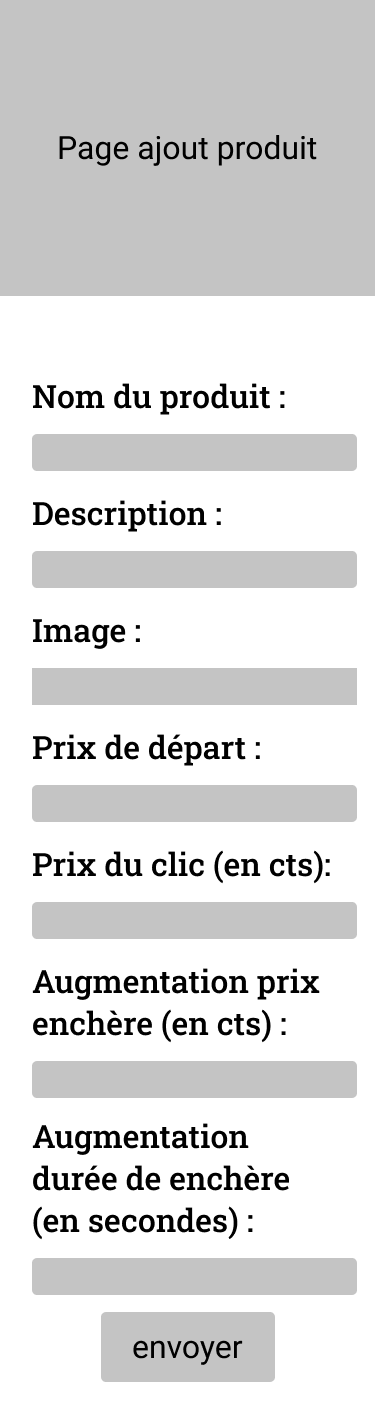 Page ajout produit
Nom du produit :
Description :
Image :
Prix de départ :
Prix du clic (en cts):
Augmentation prix
enchère (en cts) :
Augmentation
durée de enchère
(en secondes) :
envoyer